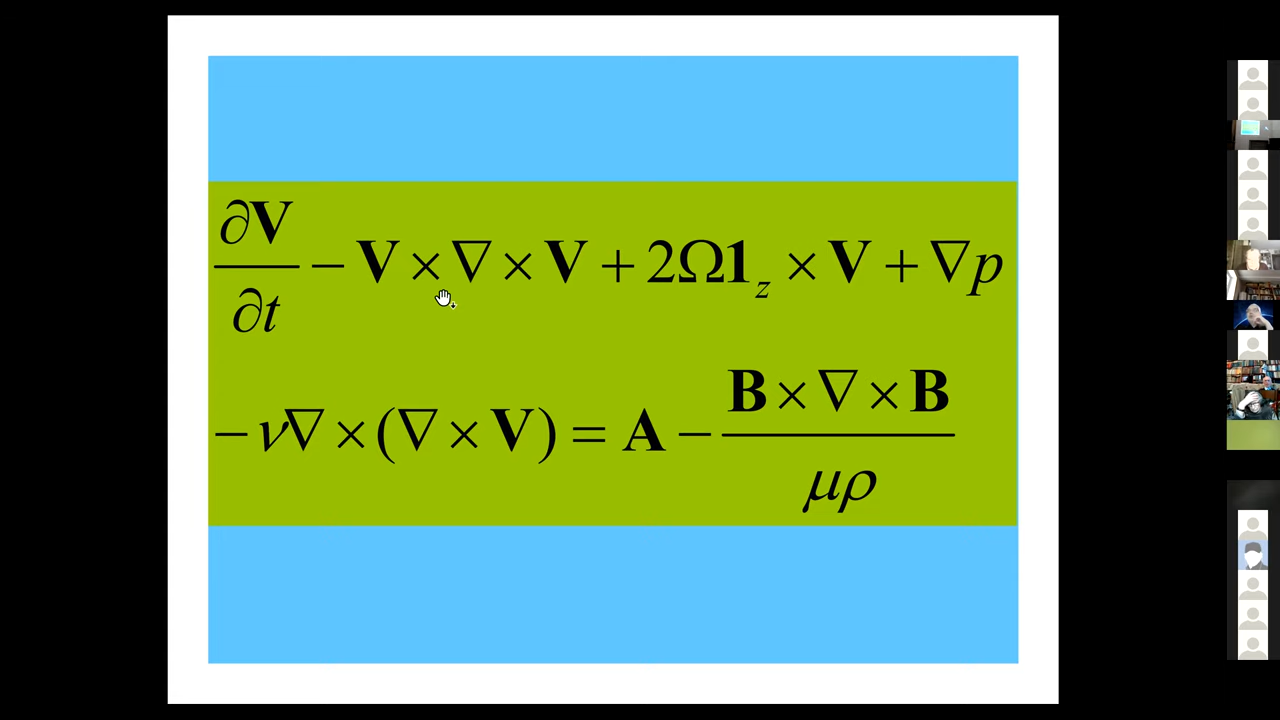 ∂V/∂t − V × ∇ × V + 2Ω1_z × V + ∇p
− ν∇ × (∇ × V) = A − B × ∇ × B / μρ